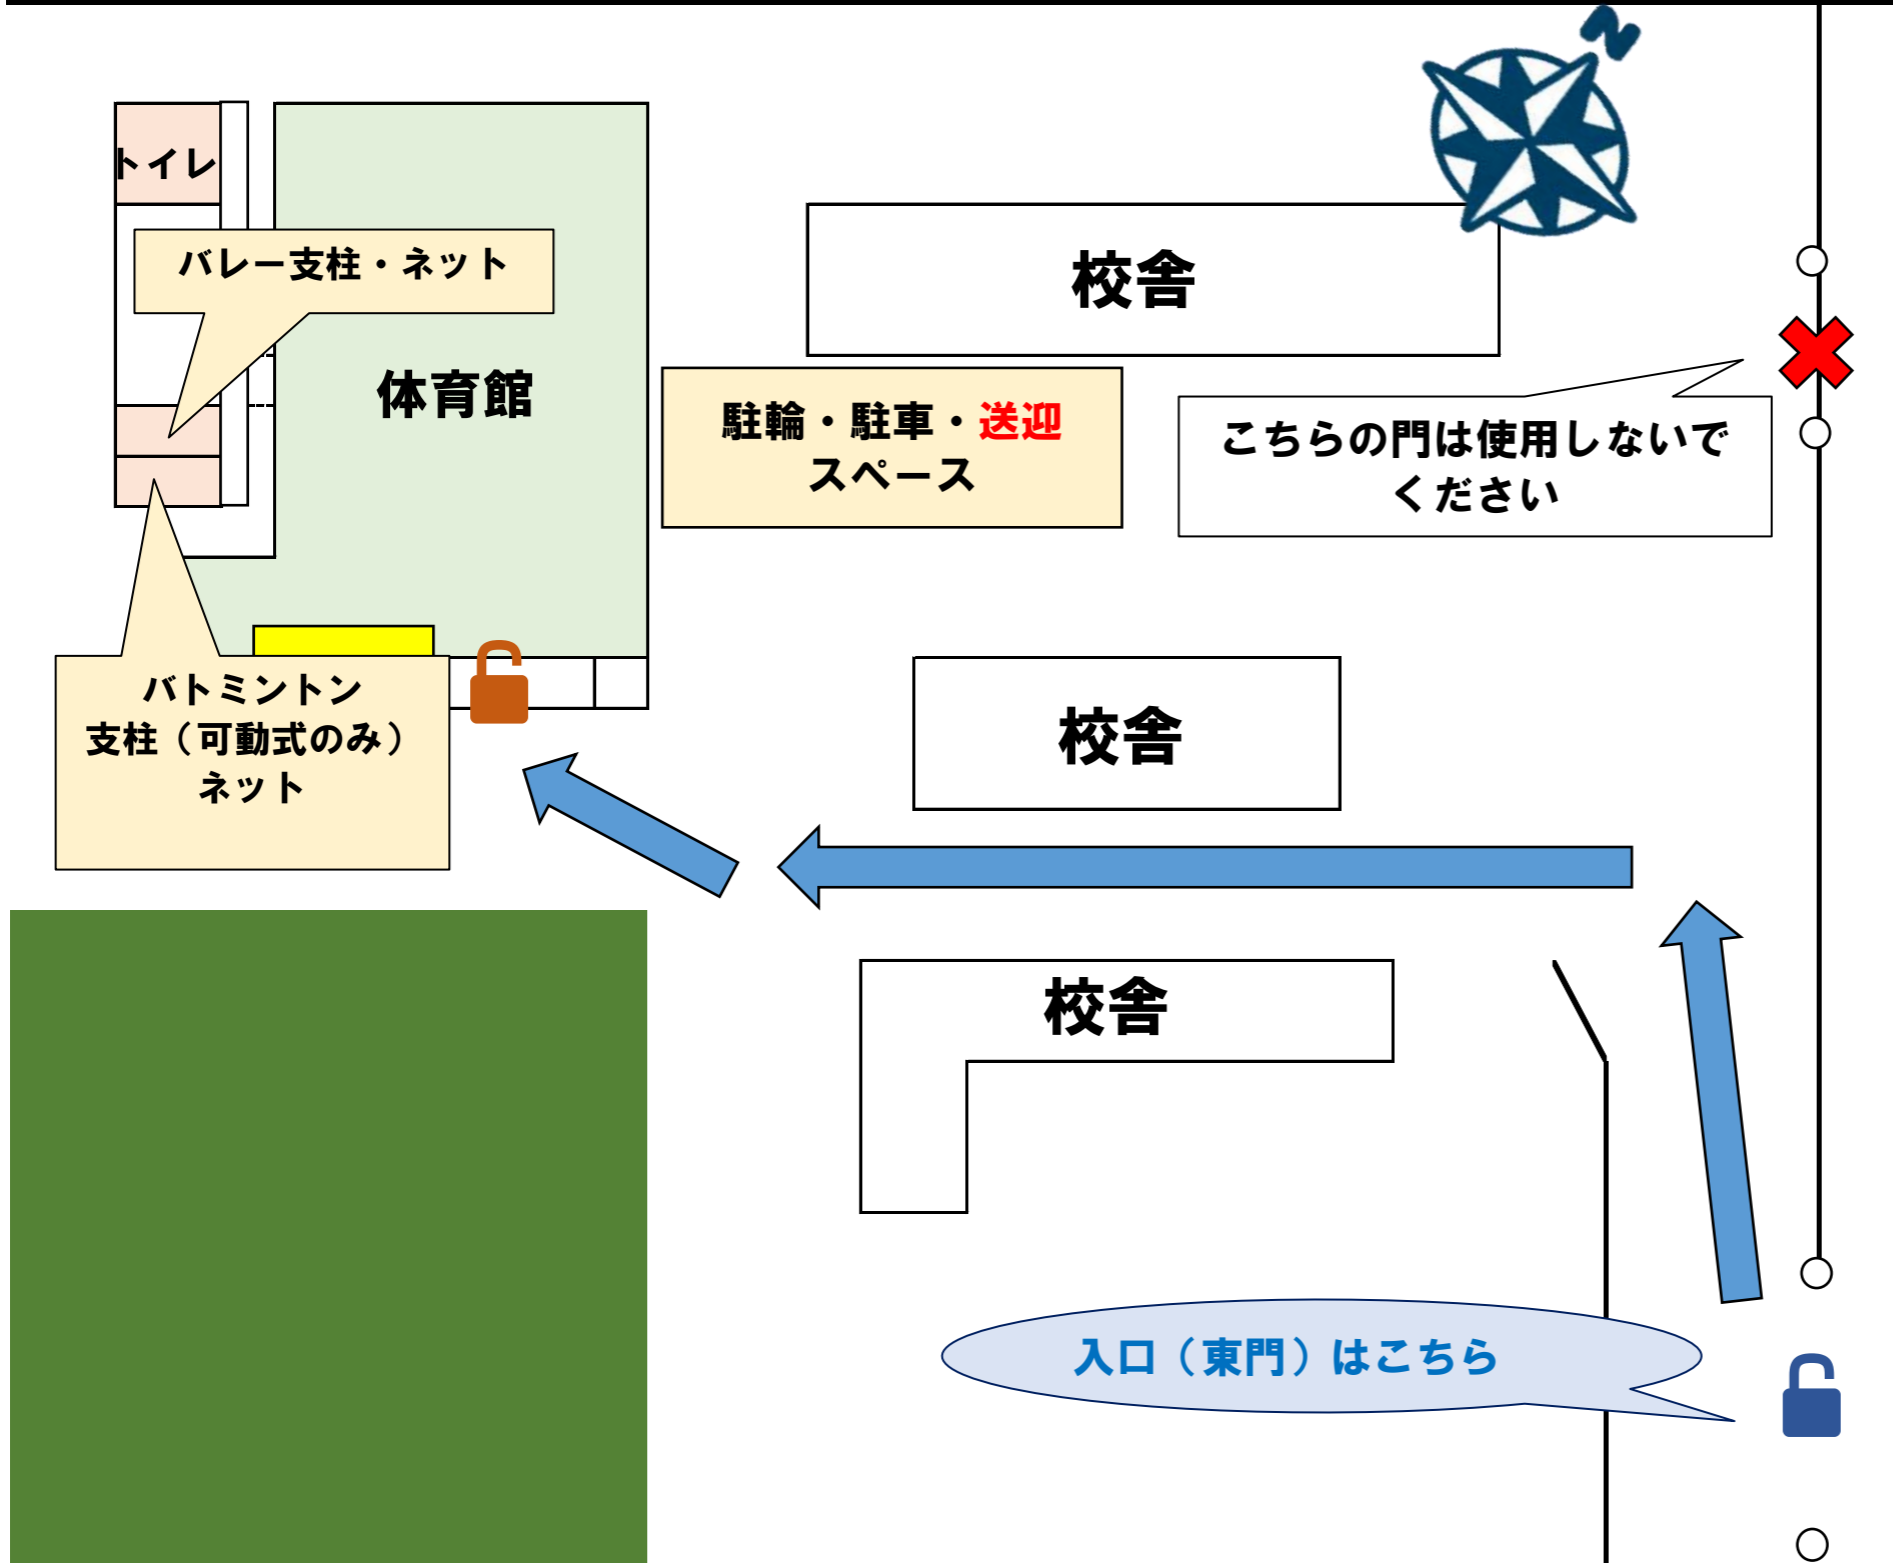 N
トイレ
バレー支柱・ネット
校舎
体育館
駐輪・駐車・送迎
スペース
こちらの門は使用しないで
ください
バトミントン
支柱（可動式のみ）
ネット
校舎
校舎
入口（東門）はこちら